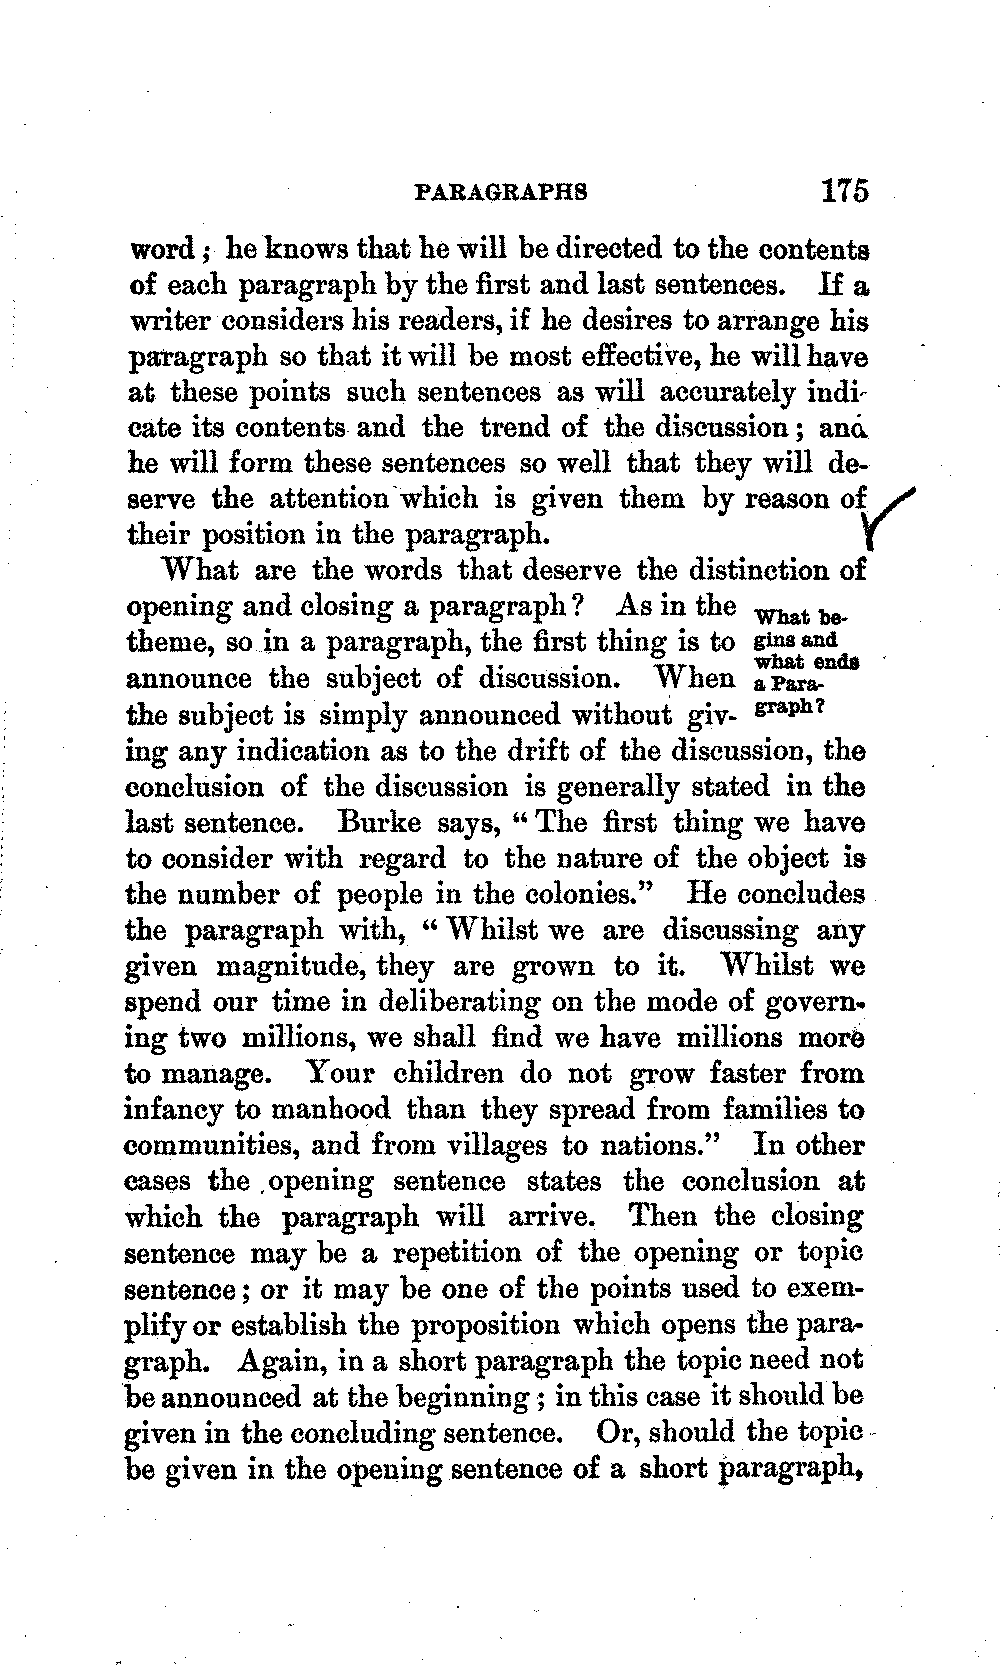 PARAGRAPHS 175
word; he knows that he will be directed to the contents
of each paragraph by the first and last sentences. If a
writer considers his readers, if he desires to arrange his
paragraph so that it will be most effective, he will have
at these points such sentences as will accurately indi-
cate its contents and the trend of the discussion; and
he will form these sentences so well that they will de-
serve the attention which is given them by reason of
their position in the paragraph.
What are the words that deserve the distinction of
opening and closing a paragraph? As in the
theme, so in a paragraph, the first thing is to
announce the subject of discussion. When
the subject is simply announced without giv-
What be-
gins and
what ends
a Para-
graph?
ing any indication as to the drift of the discussion, the
conclusion of the discussion is generally stated in the
last sentence. Burke says, "The first thing we have
to consider with regard to the nature of the object is
the number of people in the colonies." He concludes
the paragraph with, "Whilst we are discussing any
given magnitude, they are grown to it. Whilst we
spend our time in deliberating on the mode of govern-
ing two millions, we shall find we have millions more
to manage. Your children do not grow faster from
infancy to manhood than they spread from families to
communities, and from villages to nations." In other
cases the opening sentence states the conclusion at
which the paragraph will arrive. Then the closing
sentence may be a repetition of the opening or topic
sentence; or it may be one of the points used to exem-
plify or establish the proposition which opens the para-
graph. Again, in a short paragraph the topic need not
be announced at the beginning; in this case it should be
given in the concluding sentence. Or, should the topic
be given in the opening sentence of a short paragraph,